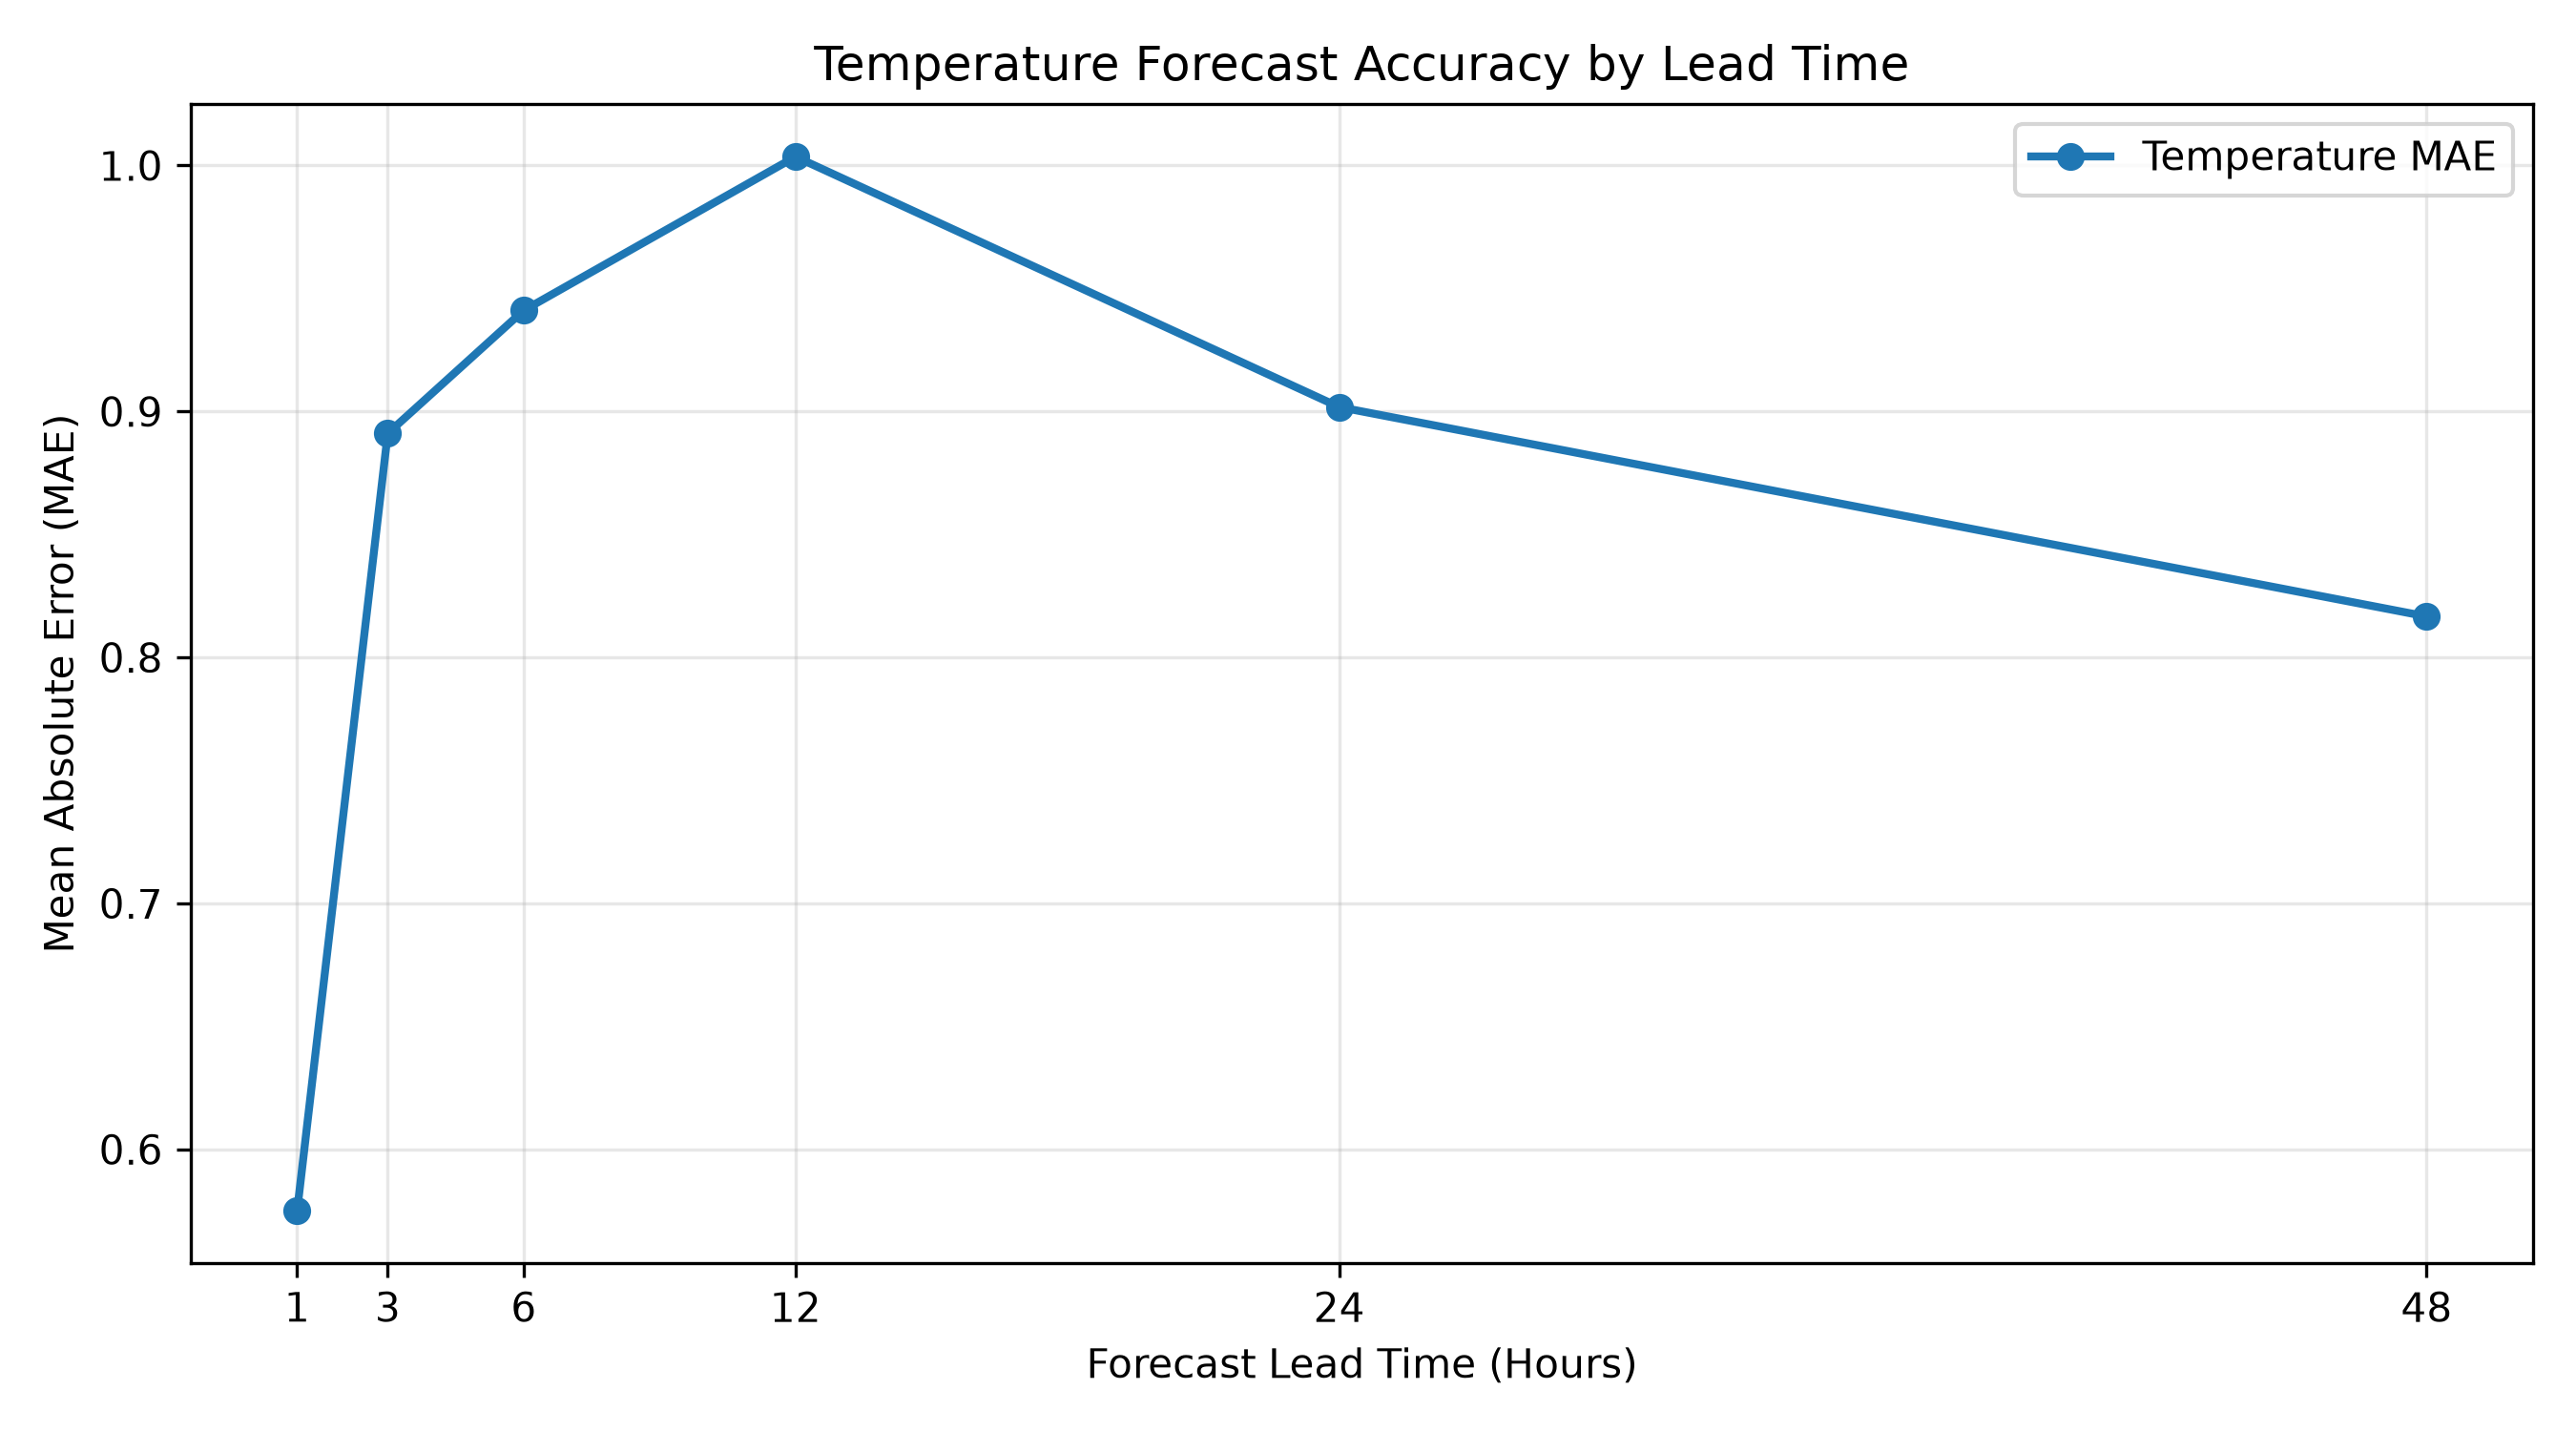 Temperature Forecast Accuracy by Lead Time
Temperature MAE
Mean Absolute Error (MAE)
1.0
0.9
0.8
0.7
0.6
1 3 6 12 24 48
Forecast Lead Time (Hours)